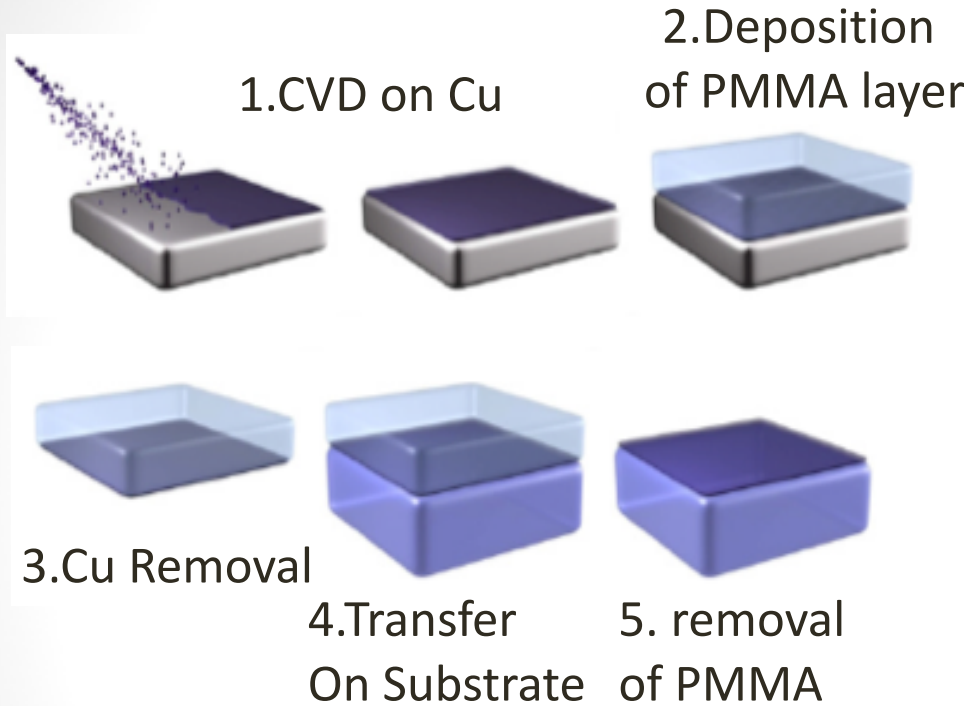 1.CVD on Cu
2.Deposition
of PMMA layer
3.Cu Removal
4.Transfer
On Substrate
5. removal
of PMMA